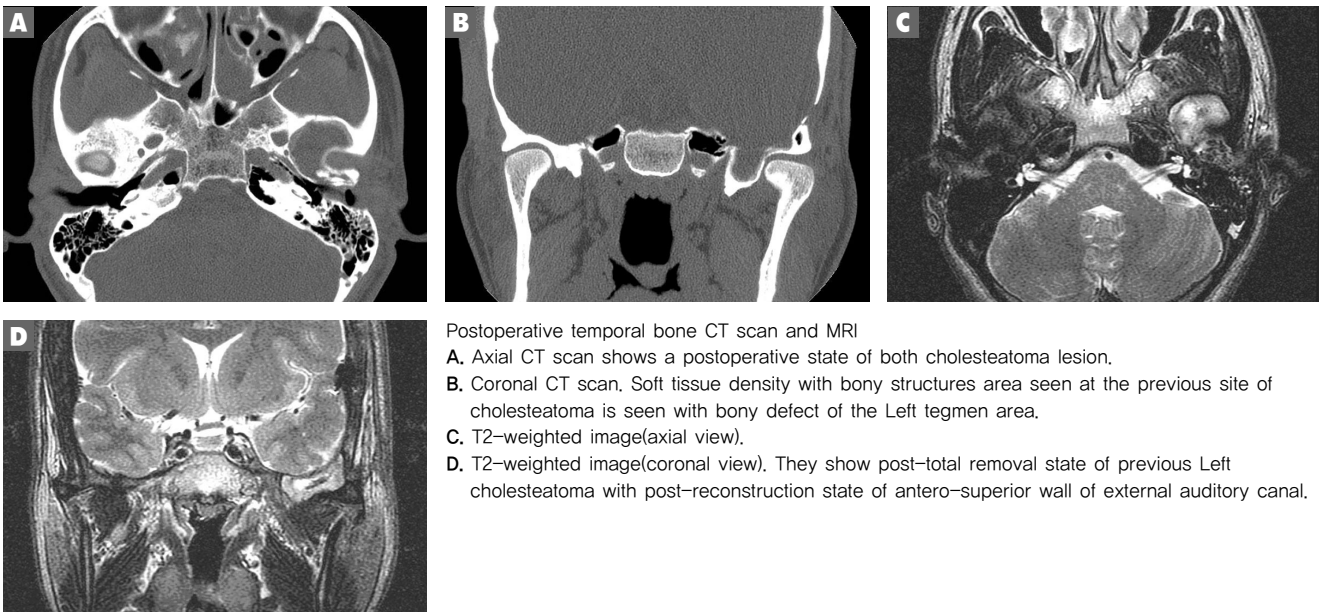 A
B
C
D
Postoperative temporal bone CT scan and MRI
A. Axial CT scan shows a postoperative state of both cholesteatoma lesion.
B. Coronal CT scan. Soft tissue density with bony structures area seen at the previous site of
cholesteatoma is seen with bony defect of the Left tegmen area.
C. T2-weighted image(axial view).
D. T2-weighted image(coronal view). They show post-total removal state of previous Left
cholesteatoma with post-reconstruction state of antero-superior wall of external auditory canal.